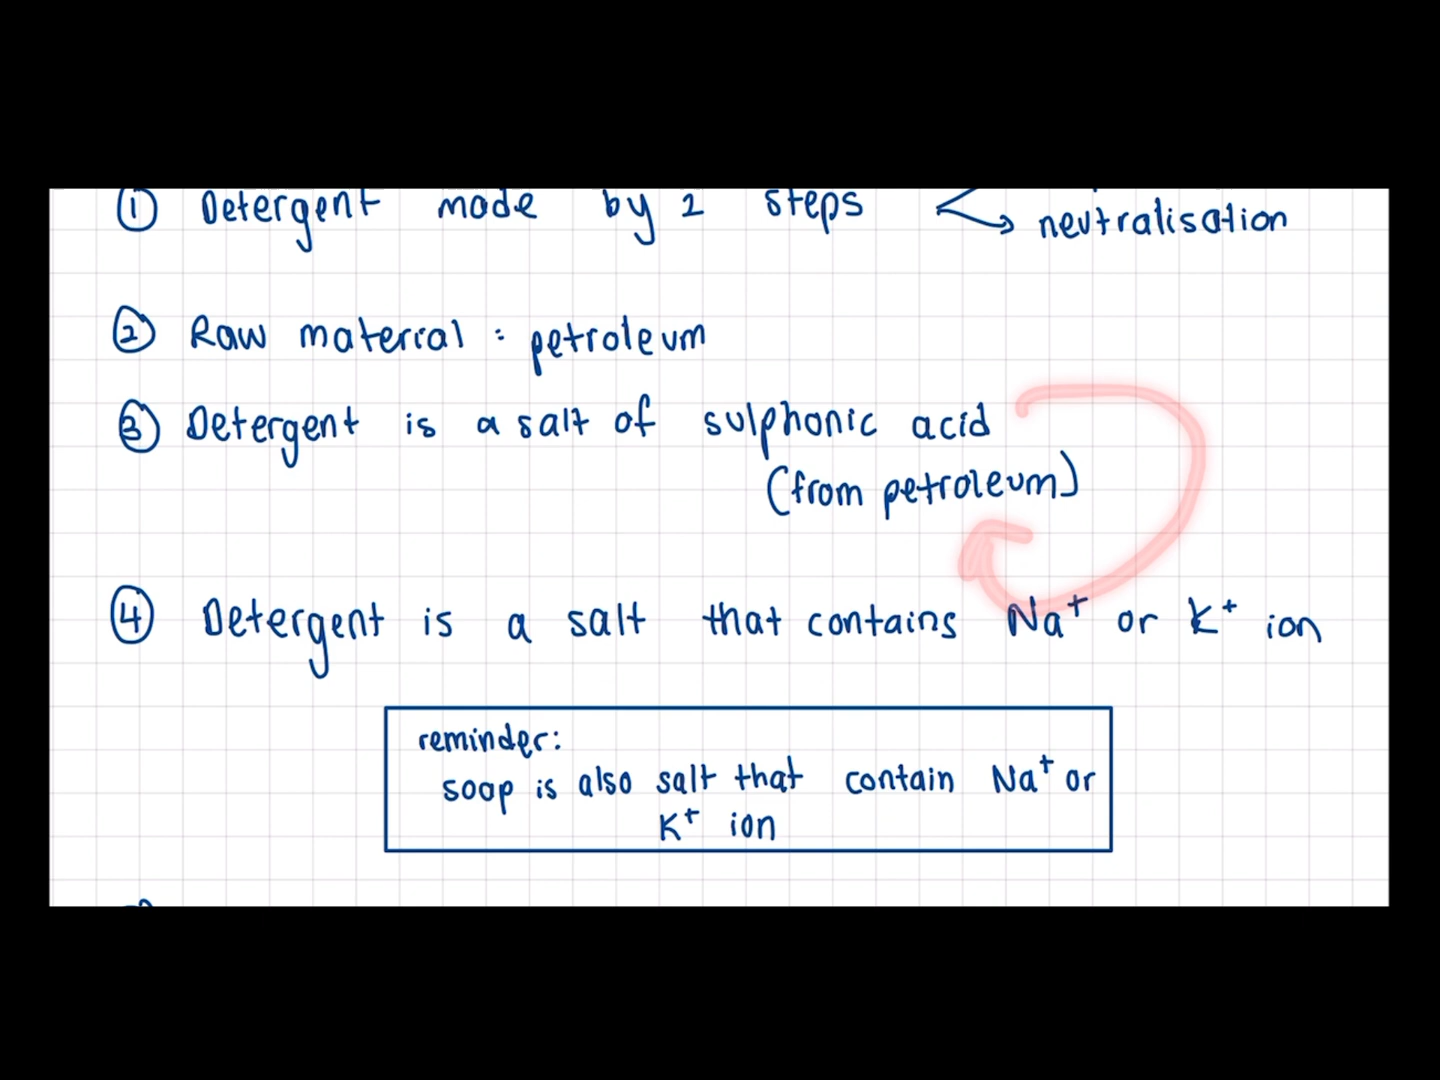 ① Detergent made by 2 steps
neutralisation
② Raw material : petroleum
③ Detergent is a salt of sulphonic acid
(from petroleum)
④ Detergent is a salt that contains Na⁺ or K⁺ ion
reminder:
soap is also salt that contain Na⁺ or
K⁺ ion